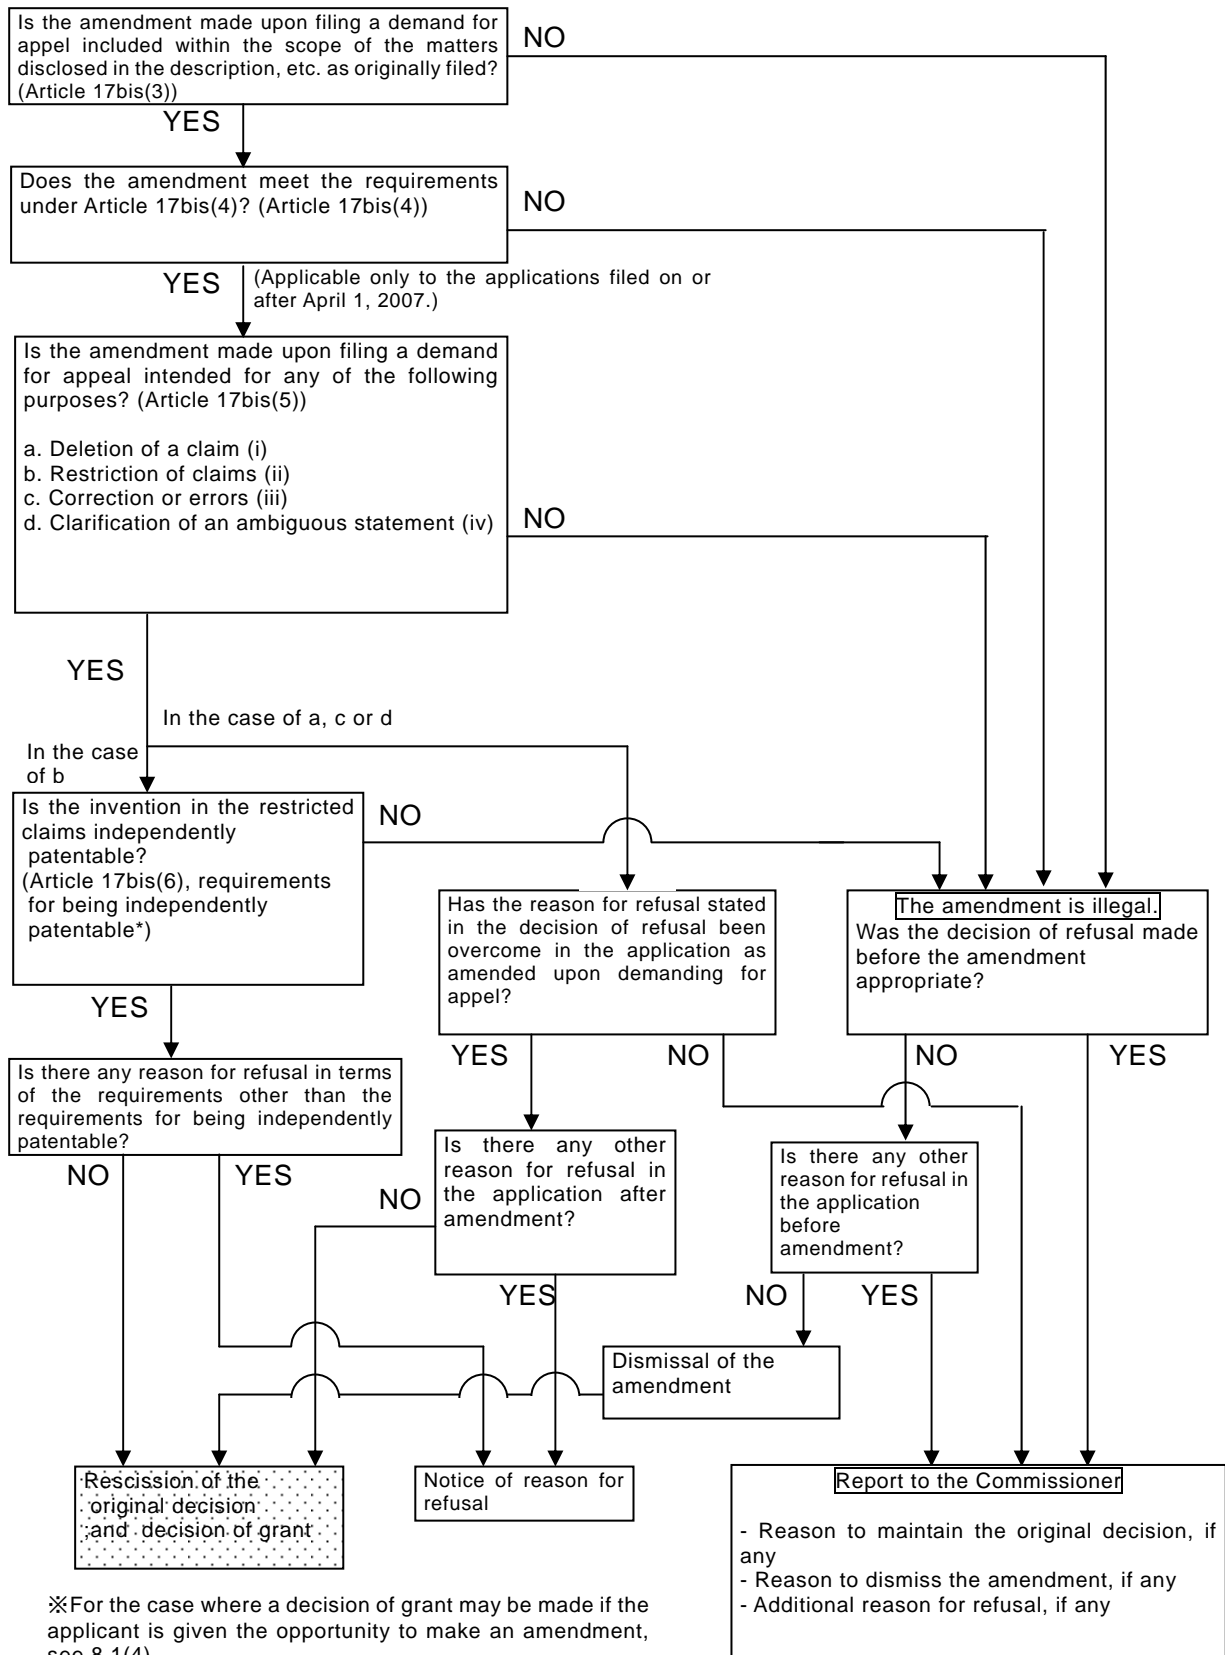 Is the amendment made upon filing a demand for
appel included within the scope of the matters
disclosed in the description, etc. as originally filed?
(Article 17bis(3))
NO
YES
Does the amendment meet the requirements
under Article 17bis(4)? (Article 17bis(4))
NO
YES
(Applicable only to the applications filed on or
after April 1, 2007.)
Is the amendment made upon filing a demand
for appeal intended for any of the following
purposes? (Article 17bis(5))
a. Deletion of a claim (i)
b. Restriction of claims (ii)
c. Correction or errors (iii)
d. Clarification of an ambiguous statement (iv)
NO
YES
In the case of a, c or d
In the case
of b
Is the invention in the restricted
claims independently
patentable?
(Article 17bis(6), requirements
for being independently
patentable*)
NO
YES
Has the reason for refusal stated
in the decision of refusal been
overcome in the application as
amended upon demanding for
appel?
YES
NO
The amendment is illegal.
Was the decision of refusal made
before the amendment
appropriate?
NO
YES
Is there any reason for refusal in terms
of the requirements other than the
requirements for being independently
patentable?
NO
YES
Is there any other
reason for refusal in
the application after
amendment?
NO
YES
Is there any other
reason for refusal in
the application
before
amendment?
NO
YES
Dismissal of the
amendment
Rescission of the
original decision
;and decision of grant
Notice of reason for
refusal
Report to the Commissioner
- Reason to maintain the original decision, if
any
- Reason to dismiss the amendment, if any
- Additional reason for refusal, if any
※For the case where a decision of grant may be made if the
applicant is given the opportunity to make an amendment,
see 8.1(4)